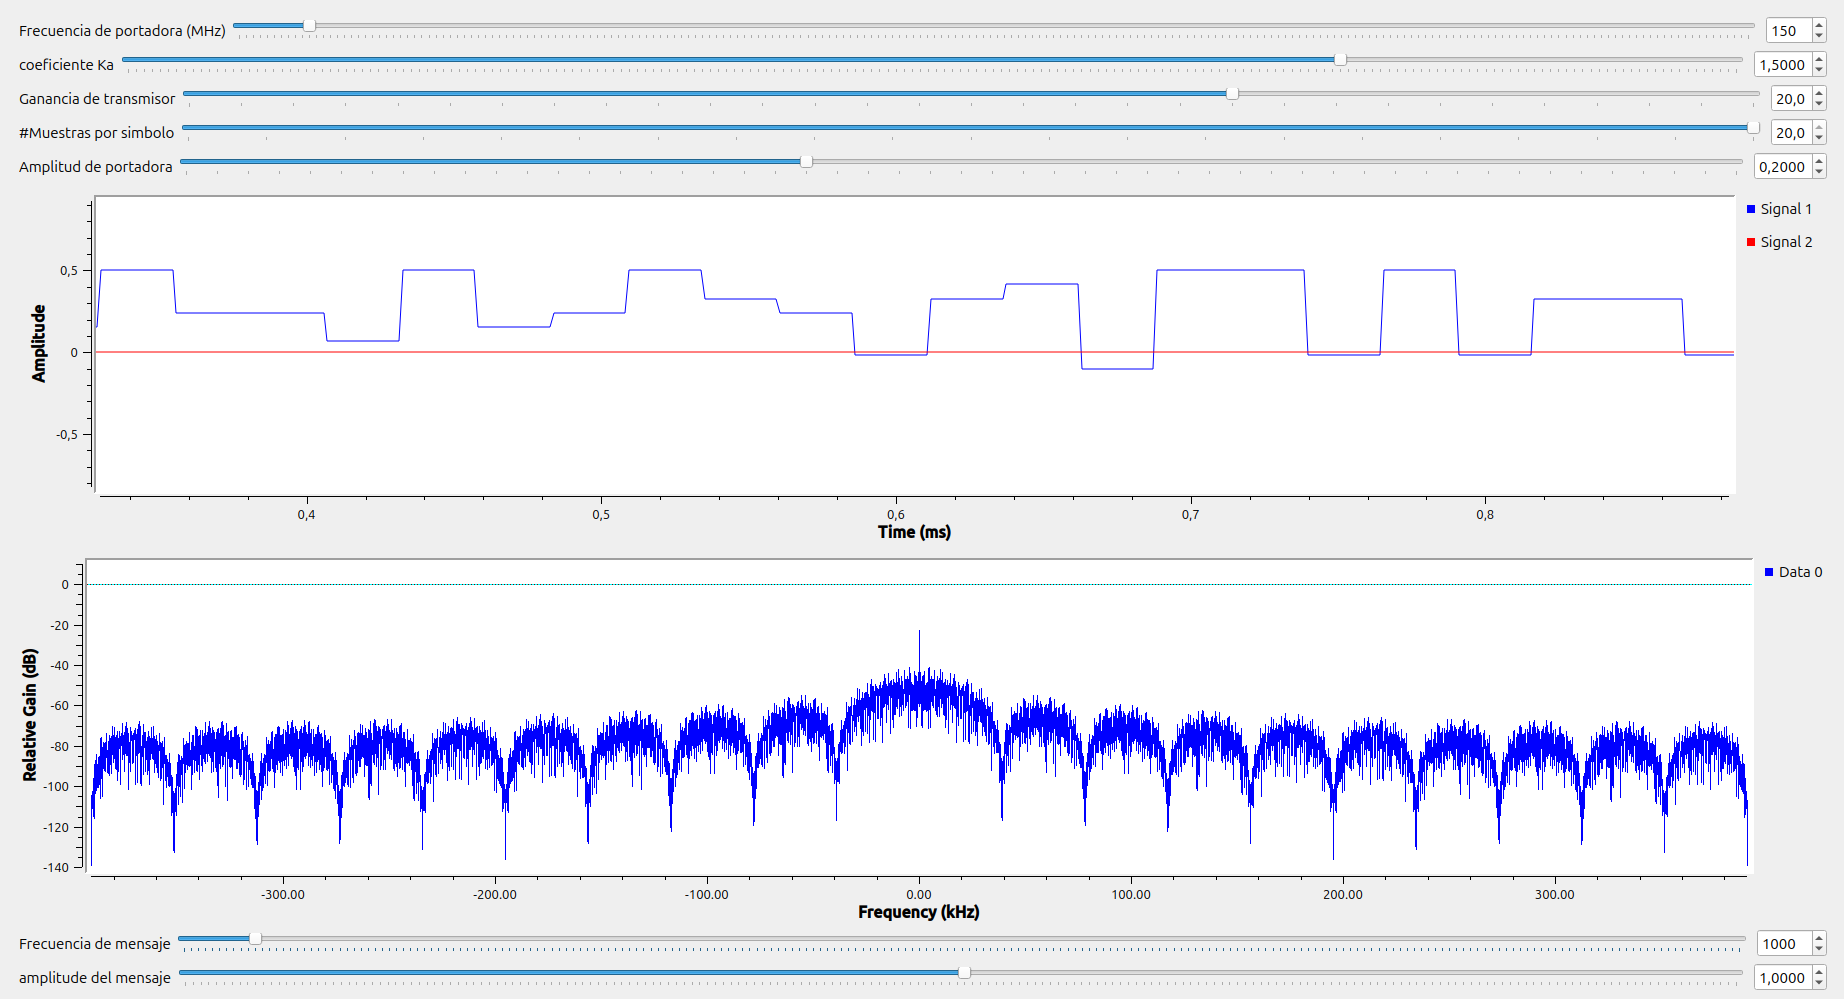 Frecuencia de portadora (MHz) 150
coeficiente Ka 1,5000
Ganancia de transmisor 20,0
#Muestras por simbolo 20,0
Amplitud de portadora 0,2000
Signal 1
Signal 2
0,5
0
-0,5
Amplitude
0,4 0,5 0,6 0,7 0,8
Time (ms)
Data 0
0
-20
-40
-60
-80
-100
-120
-140
Relative Gain (dB)
-300.00 -200.00 -100.00 0.00 100.00 200.00 300.00
Frequency (kHz)
Frecuencia de mensaje 1000
amplitude del mensaje 1,0000